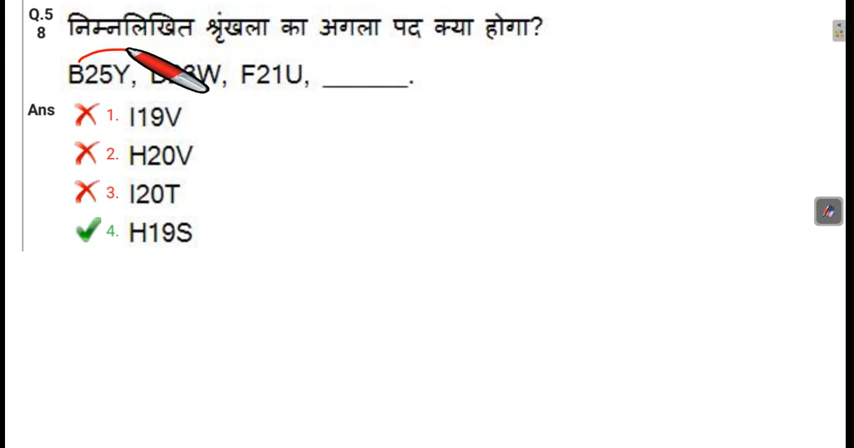 Q.5 निम्नलिखित श्रृंखला का अगला पद क्या होगा?
8
B25Y, F21U, ______.
Ans
1. I19V
2. H20V
3. I20T
4. H19S